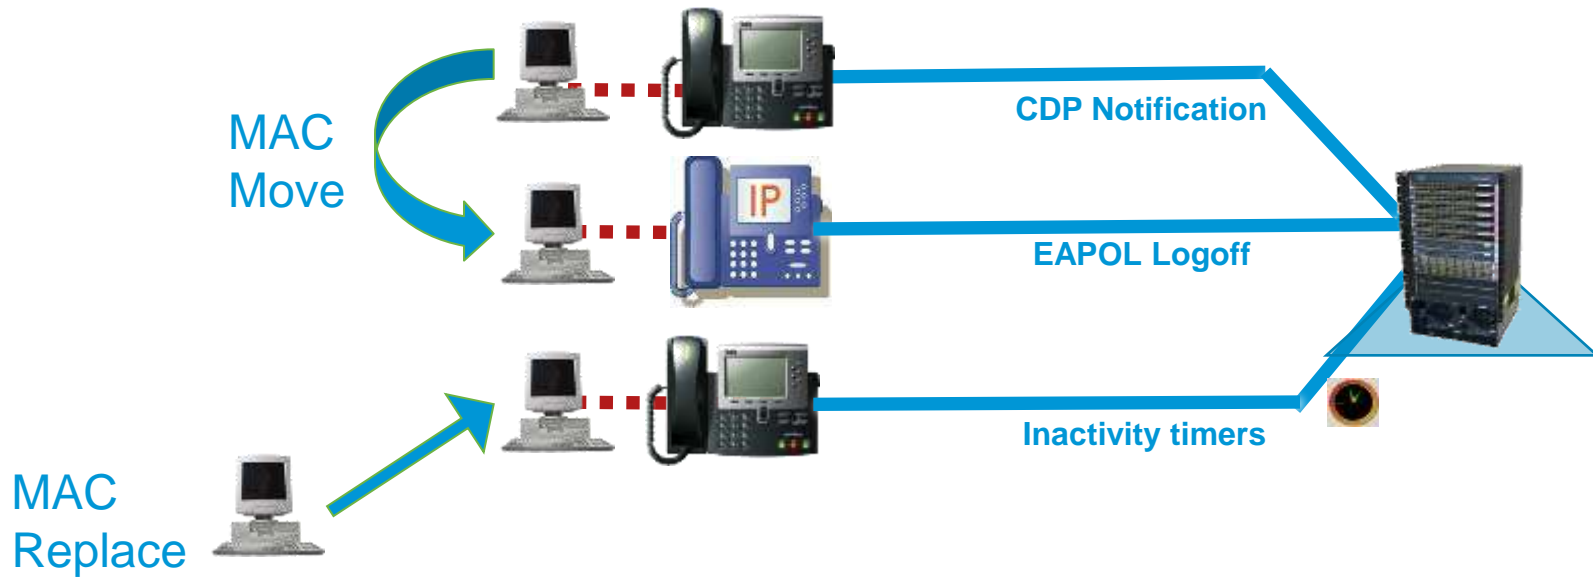 CDP Notification
MAC
Move
IP
EAPOL Logoff
Inactivity timers
MAC
Replace